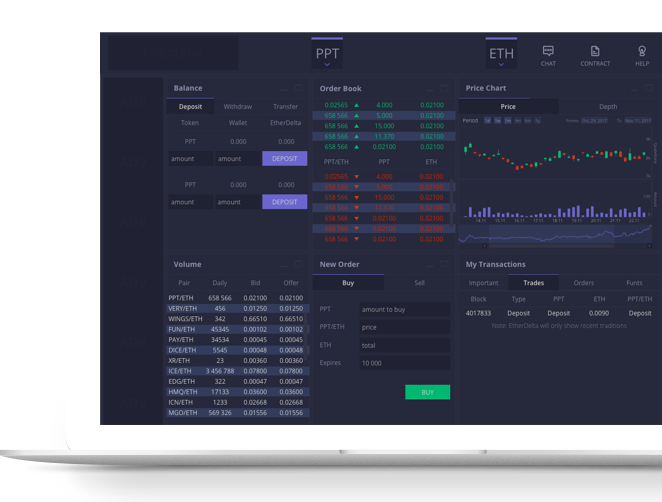 PPT
ETH
CHAT
CONTRACT
HELP
Balance
Deposit Withdraw Transfer
Token Wallet EtherDelta
PPT 0.000 0.000
amount amount DEPOSIT
PPT 0.000 0.000
amount amount DEPOSIT
Order Book
0.02565 4.000 0.02100
658 566 5.000 0.02100
658 566 15.000 0.02100
658 566 11.370 0.02100
658 566 0.02100 0.02100
PPT/ETH PPT ETH
0.02565 4.000 0.02100
658 566 5.000 0.02100
658 566 15.000 0.02100
658 566 11.370 0.02100
658 566 0.02100 0.02100
658 566 0.02100 0.02100
658 566 0.02100 0.02100
Price Chart
Price Depth
Period
Volume
Pair Daily Bid Offer
PPT/ETH 658 566 0.02100 0.02100
VERY/ETH 456 0.01250 0.01250
WINGS/ETH 342 0.66510 0.66510
FUN/ETH 45345 0.00102 0.00102
PAY/ETH 34534 0.00045 0.00045
DICE/ETH 5545 0.00048 0.00048
XR/ETH 23 0.00360 0.00360
ICE/ETH 3 456 788 0.07800 0.07800
EDG/ETH 322 0.00047 0.00047
HMQ/ETH 17133 0.03600 0.03600
ICN/ETH 1233 0.02668 0.02668
MGO/ETH 569 326 0.01556 0.01556
New Order
Buy Sell
PPT amount to buy
PPT/ETH price
ETH total
Expires 10 000
BUY
My Transactions
Important Trades Orders Funts
Block Type PPT ETH PPT/ETH
4017833 Deposit Deposit 0.0090 Deposit
Note: EtherDelta will only show recent traditions